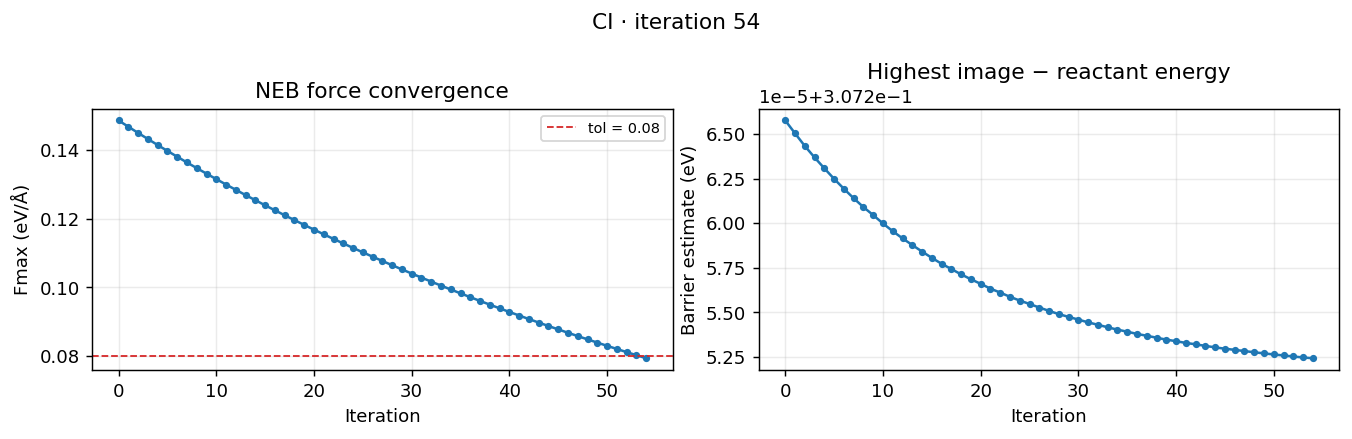 CI · iteration 54
NEB force convergence
Fmax (eV/Å)
0.14
0.12
0.10
0.08
tol = 0.08
0 10 20 30 40 50
Iteration
Highest image − reactant energy
1e−5+3.072e−1
Barrier estimate (eV)
6.50
6.25
6.00
5.75
5.50
5.25
0 10 20 30 40 50
Iteration